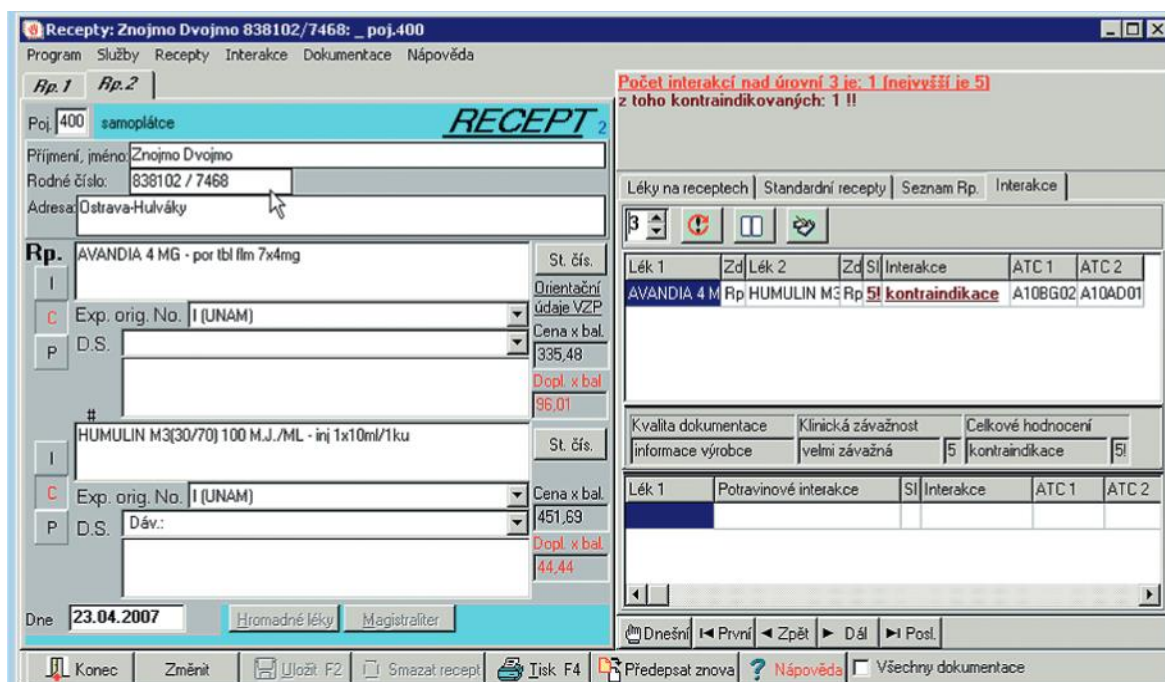 Recepty: Znojmo Dvojmo 838102/7468: _ poj.400
Program Služby Recepty Interakce Dokumentace Nápověda
Rp.1 Rp.2
Poj. 400 samoplátce RECEPT 2
Příjmení, jméno: Znojmo Dvojmo
Rodné číslo: 838102 / 7468
Adresa: Ostrava-Hulváky
Rp. AVANDIA 4 MG - por tbl flm 7x4mg
St. čís.
I
Orientační
údaje VZP
C Exp. orig. No. I (UNAM)
Cena x bal.
P D.S.
335,48
Dopl. x bal
96,01
#
HUMULIN M3(30/70) 100 M.J./ML - inj 1x10ml/1ku
St. čís.
I
C Exp. orig. No. I (UNAM)
Cena x bal.
P D.S. Dáv.:
451,69
Dopl. x bal.
44,44
Dne 23.04.2007 Hromadné léky Magistraliter
Počet interakcí nad úrovní 3 je: 1 (nejvyšší je 5)
z toho kontraindikovaných: 1 !!
Léky na receptech Standardní recepty Seznam Rp. Interakce
3
Lék 1 Zd Lék 2 Zd SI Interakce ATC 1 ATC 2
AVANDIA 4 M Rp HUMULIN M3 Rp 5! kontraindikace A10BG02 A10AD01
Kvalita dokumentace Klinická závažnost Celkové hodnocení
informace výrobce velmi závažná 5 kontraindikace 5!
Lék 1 Potravinové interakce SI Interakce ATC 1 ATC 2
Dnešní První Zpět Dál Posl.
Konec Změnit Uložit F2 Smazat recept Tisk F4 Předepsat znova ? Nápověda Všechny dokumentace